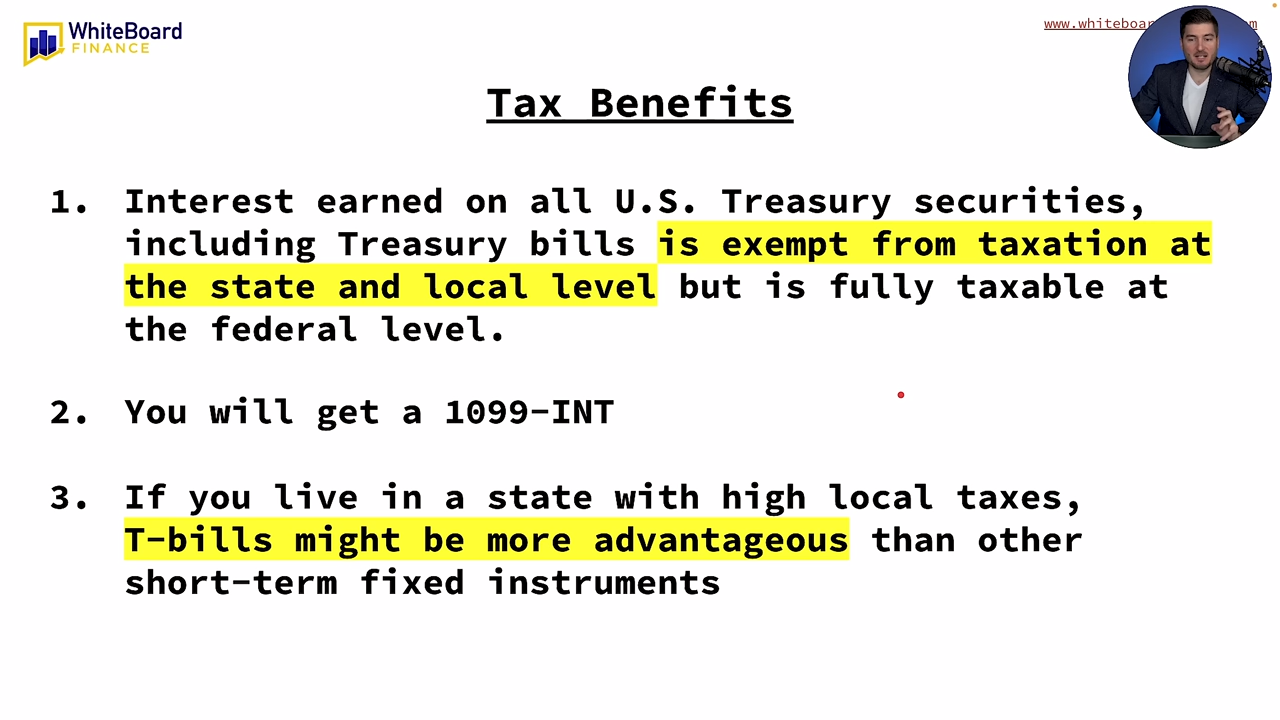 WhiteBoard
FINANCE
Tax Benefits
1. Interest earned on all U.S. Treasury securities,
including Treasury bills is exempt from taxation at
the state and local level but is fully taxable at
the federal level.
2. You will get a 1099-INT
3. If you live in a state with high local taxes,
T-bills might be more advantageous than other
short-term fixed instruments